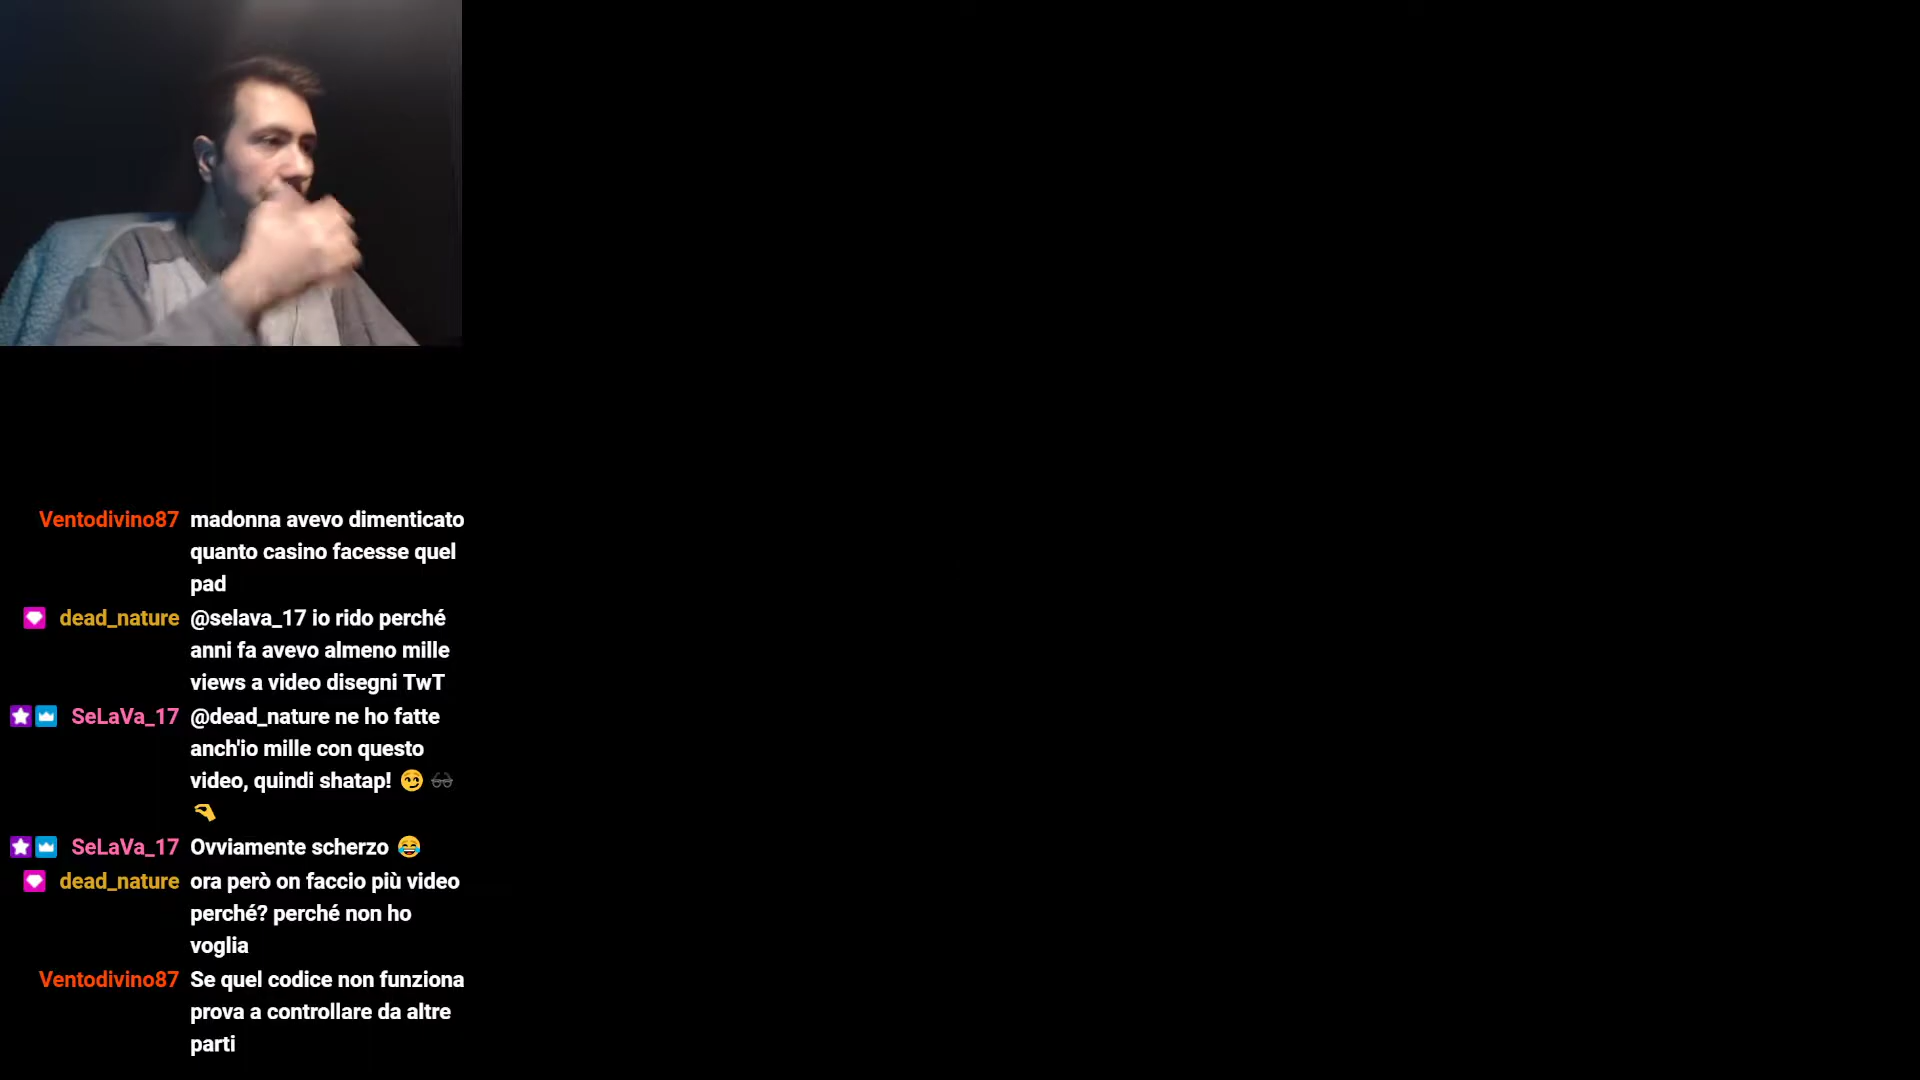 Ventodivino87 madonna avevo dimenticato
quanto casino facesse quel
pad
dead_nature @selava_17 io rido perché
anni fa avevo almeno mille
views a video disegni TwT
SeLaVa_17 @dead_nature ne ho fatte
anch'io mille con questo
video, quindi shatap! 😏 👓
🤏
SeLaVa_17 Ovviamente scherzo 😂
dead_nature ora però on faccio più video
perché? perché non ho
voglia
Ventodivino87 Se quel codice non funziona
prova a controllare da altre
parti